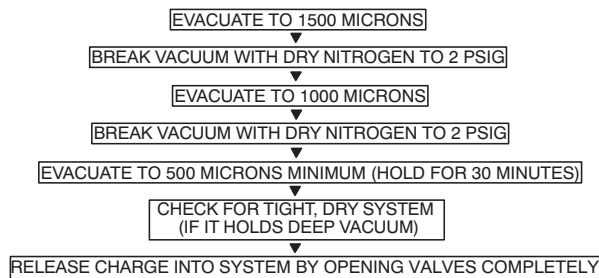 EVACUATE TO 1500 MICRONS
BREAK VACUUM WITH DRY NITROGEN TO 2 PSIG
EVACUATE TO 1000 MICRONS
BREAK VACUUM WITH DRY NITROGEN TO 2 PSIG
EVACUATE TO 500 MICRONS MINIMUM (HOLD FOR 30 MINUTES)
CHECK FOR TIGHT, DRY SYSTEM
(IF IT HOLDS DEEP VACUUM)
RELEASE CHARGE INTO SYSTEM BY OPENING VALVES COMPLETELY